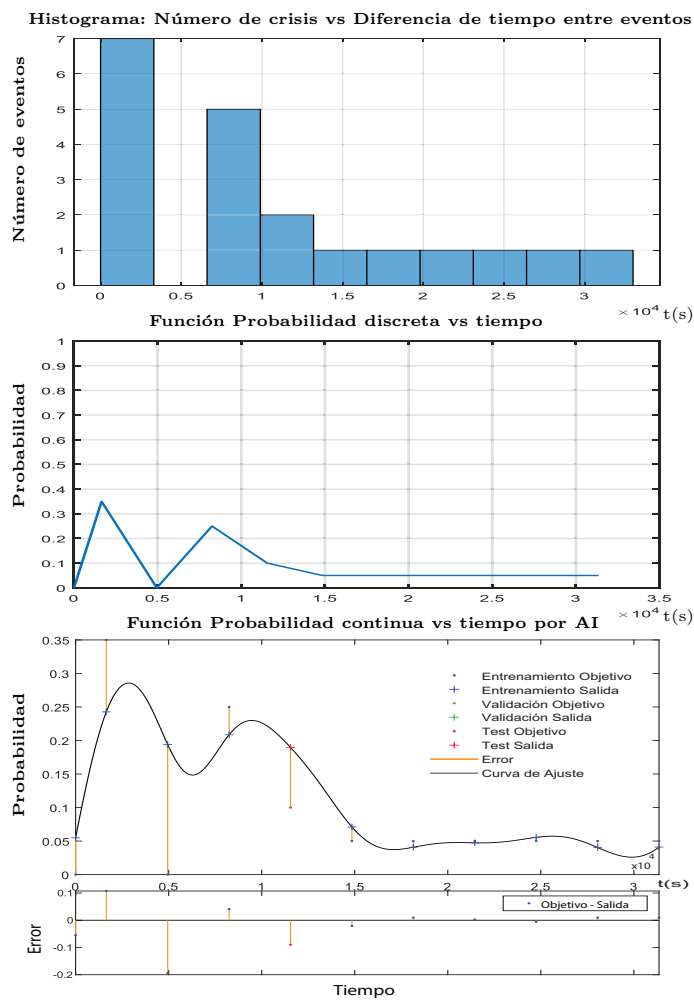 Histograma: Número de crisis vs Diferencia de tiempo entre eventos
Número de eventos
7
6
5
4
3
2
1
0
0 0.5 1 1.5 2 2.5 3
×10⁴ t(s)
Función Probabilidad discreta vs tiempo
Probabilidad
1
0.9
0.8
0.7
0.6
0.5
0.4
0.3
0.2
0.1
0
0 0.5 1 1.5 2 2.5 3 3.5
×10⁴ t(s)
Función Probabilidad continua vs tiempo por AI
Probabilidad
0.35
0.3
0.25
0.2
0.15
0.1
0.05
0
Entrenamiento Objetivo
Entrenamiento Salida
Validación Objetivo
Validación Salida
Test Objetivo
Test Salida
Error
Curva de Ajuste
×10⁴
0 0.5 1 1.5 2 2.5 3
t(s)
Error
0.1
0
-0.1
-0.2
Objetivo - Salida
Tiempo